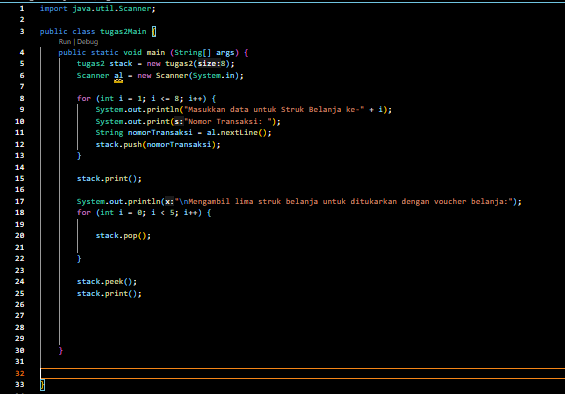 1 import java.util.Scanner;
2
3 public class tugas2Main {
Run | Debug
4 public static void main (String[] args) {
5 tugas2 stack = new tugas2(size:8);
6 Scanner al = new Scanner(System.in);
7
8 for (int i = 1; i <= 8; i++) {
9 System.out.println("Masukkan data untuk Struk Belanja ke-" + i);
10 System.out.print(s:"Nomor Transaksi: ");
11 String nomorTransaksi = al.nextLine();
12 stack.push(nomorTransaksi);
13 }
14
15 stack.print();
16
17 System.out.println(x:"\nMengambil lima struk belanja untuk ditukarkan dengan voucher belanja:");
18 for (int i = 0; i < 5; i++) {
19
20 stack.pop();
21
22 }
23
24 stack.peek();
25 stack.print();
26
27
28
29
30 }
31
32
33 }